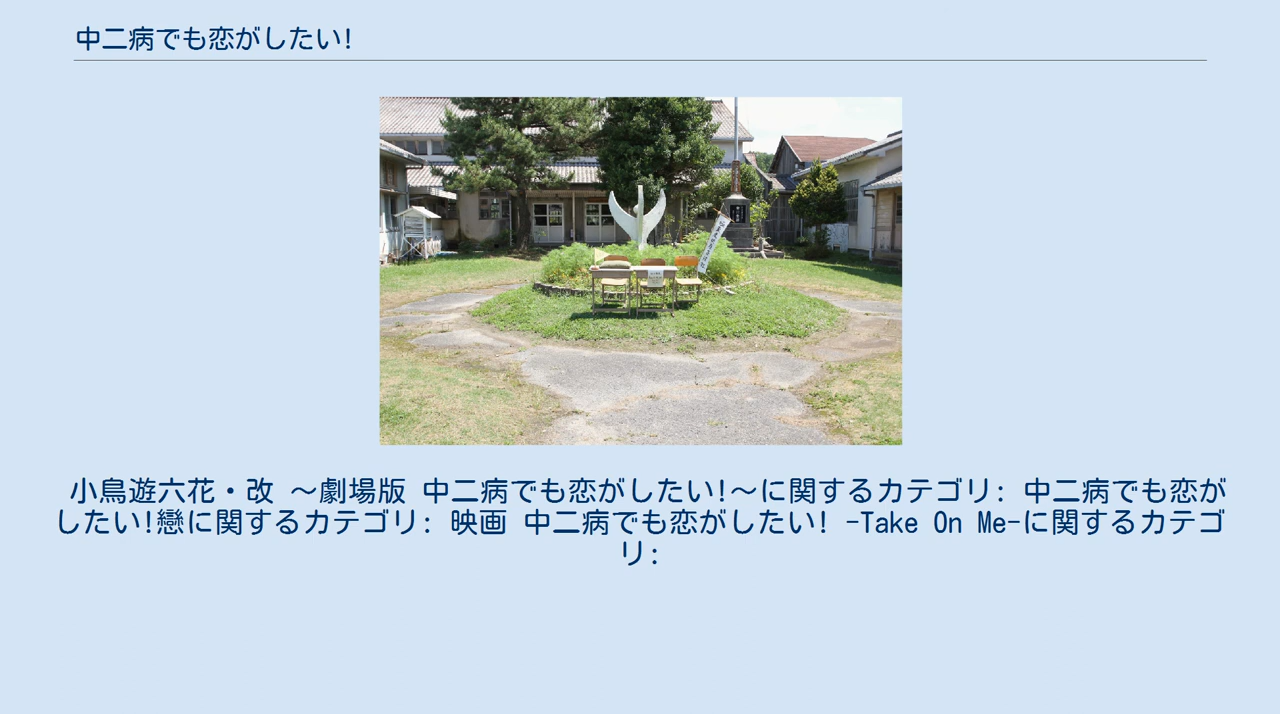 中二病でも恋がしたい!
小鳥遊六花・改 ～劇場版 中二病でも恋がしたい!～に関するカテゴリ: 中二病でも恋が
したい!戀に関するカテゴリ: 映画 中二病でも恋がしたい! -Take On Me-に関するカテゴ
リ: